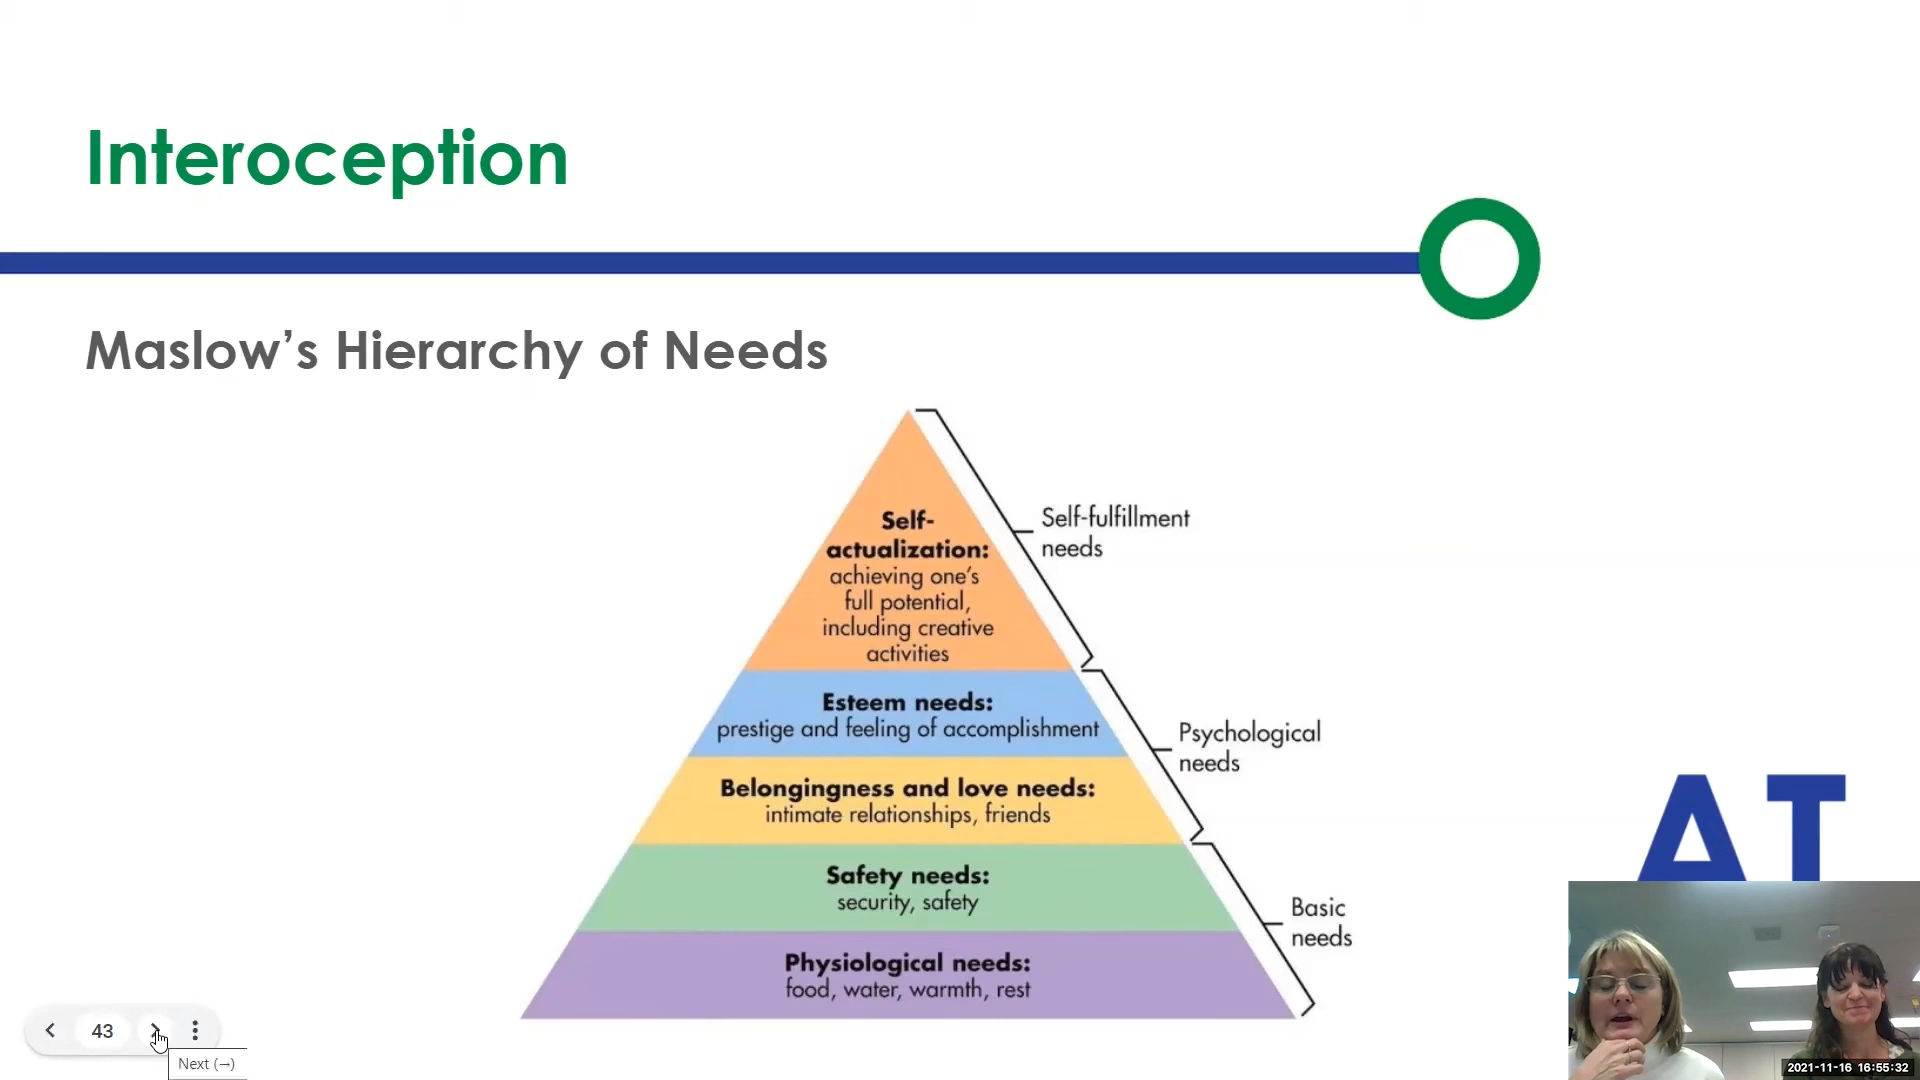 Interoception
Maslow’s Hierarchy of Needs
Self-
actualization:
achieving one’s
full potential,
including creative
activities
Self-fulfillment
needs
Esteem needs:
prestige and feeling of accomplishment
Psychological
needs
Belongingness and love needs:
intimate relationships, friends
Safety needs:
security, safety
Basic
needs
Physiological needs:
food, water, warmth, rest
AT
43
Next (→)
2021-11-16 16:55:32